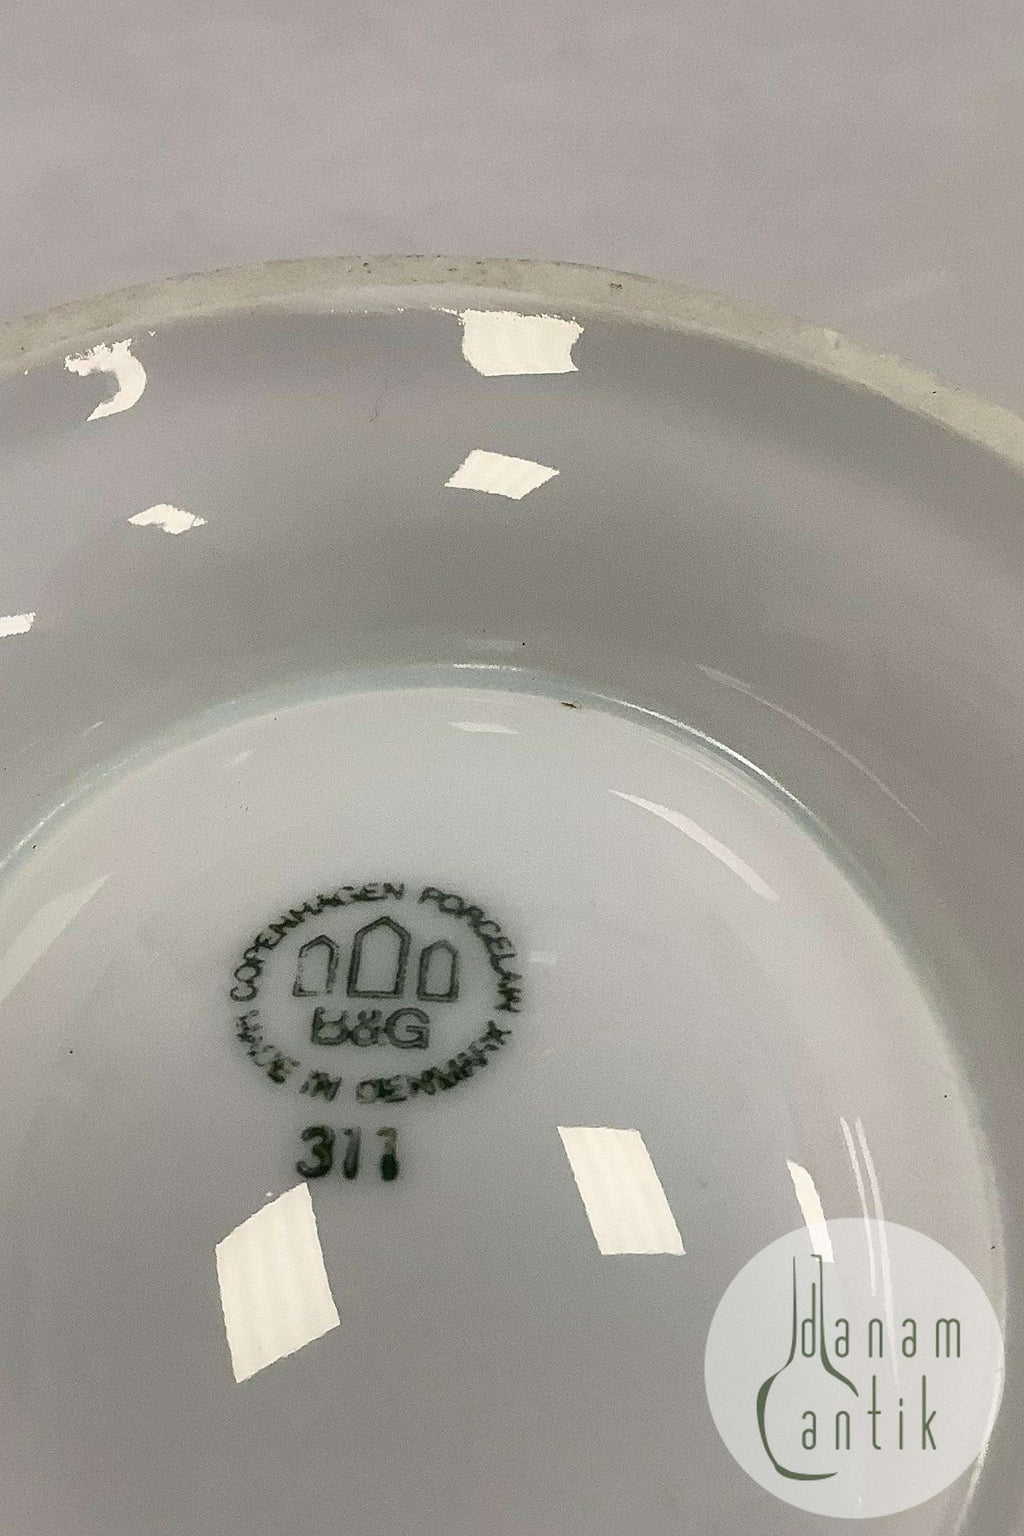 COPENHAGEN PORCELAIN
B&G
MADE IN DENMARK
311
danam
antik